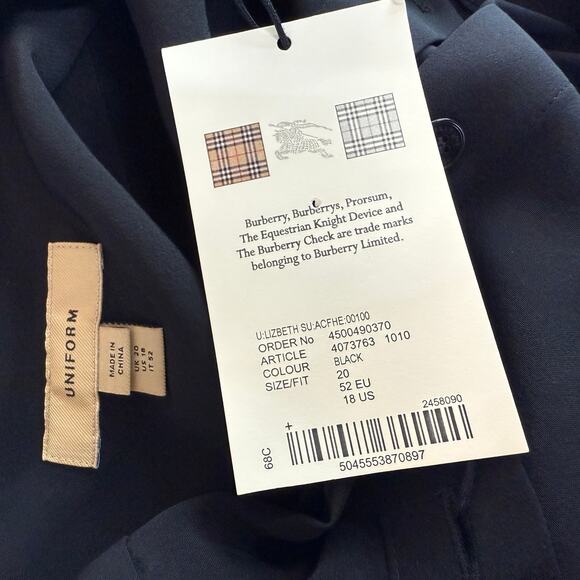 Burberry, Burberrys, Prorsum,
The Equestrian Knight Device and
The Burberry Check are trade marks
belonging to Burberry Limited.
U:LIZBETH SU:ACFHE:00100
ORDER No 4500490370
ARTICLE 4073763 1010
COLOUR BLACK
SIZE/FIT 20
52 EU
18 US
2458090
68C
+
5045553870897
UNIFORM
MADE IN
CHINA
UK 20
US 18
IT 52